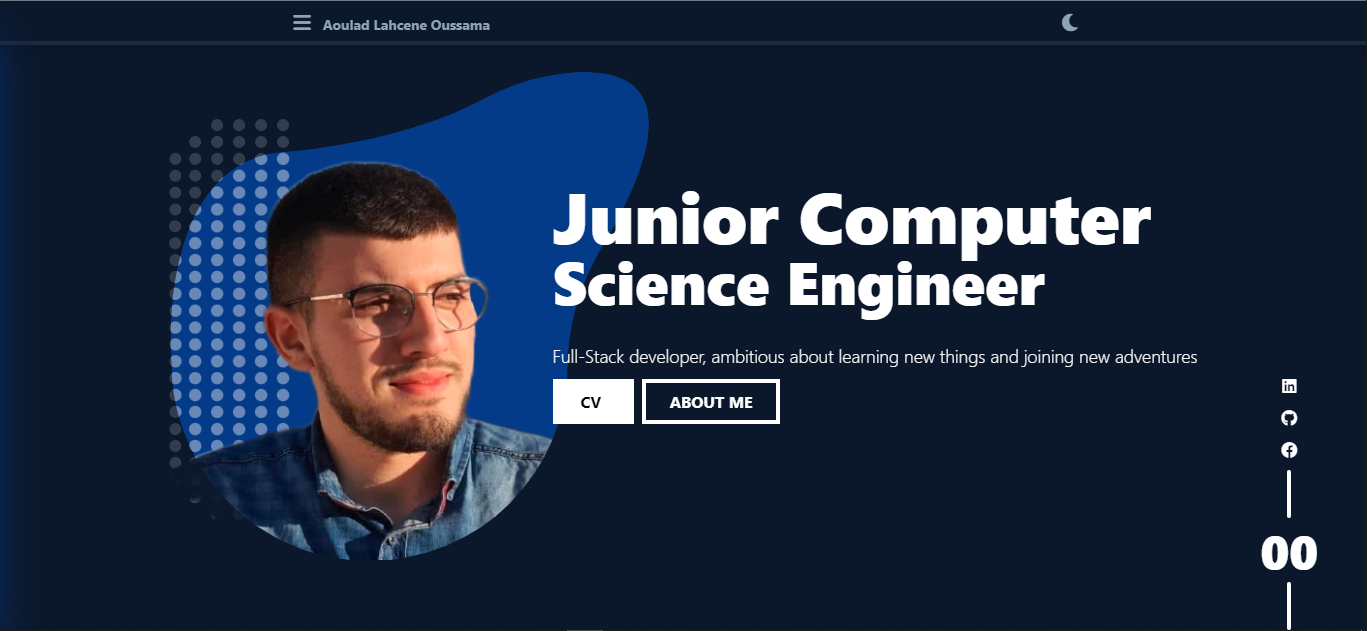 Aoulad Lahcene Oussama
Junior Computer
Science Engineer
Full-Stack developer, ambitious about learning new things and joining new adventures
CV
ABOUT ME
in
00